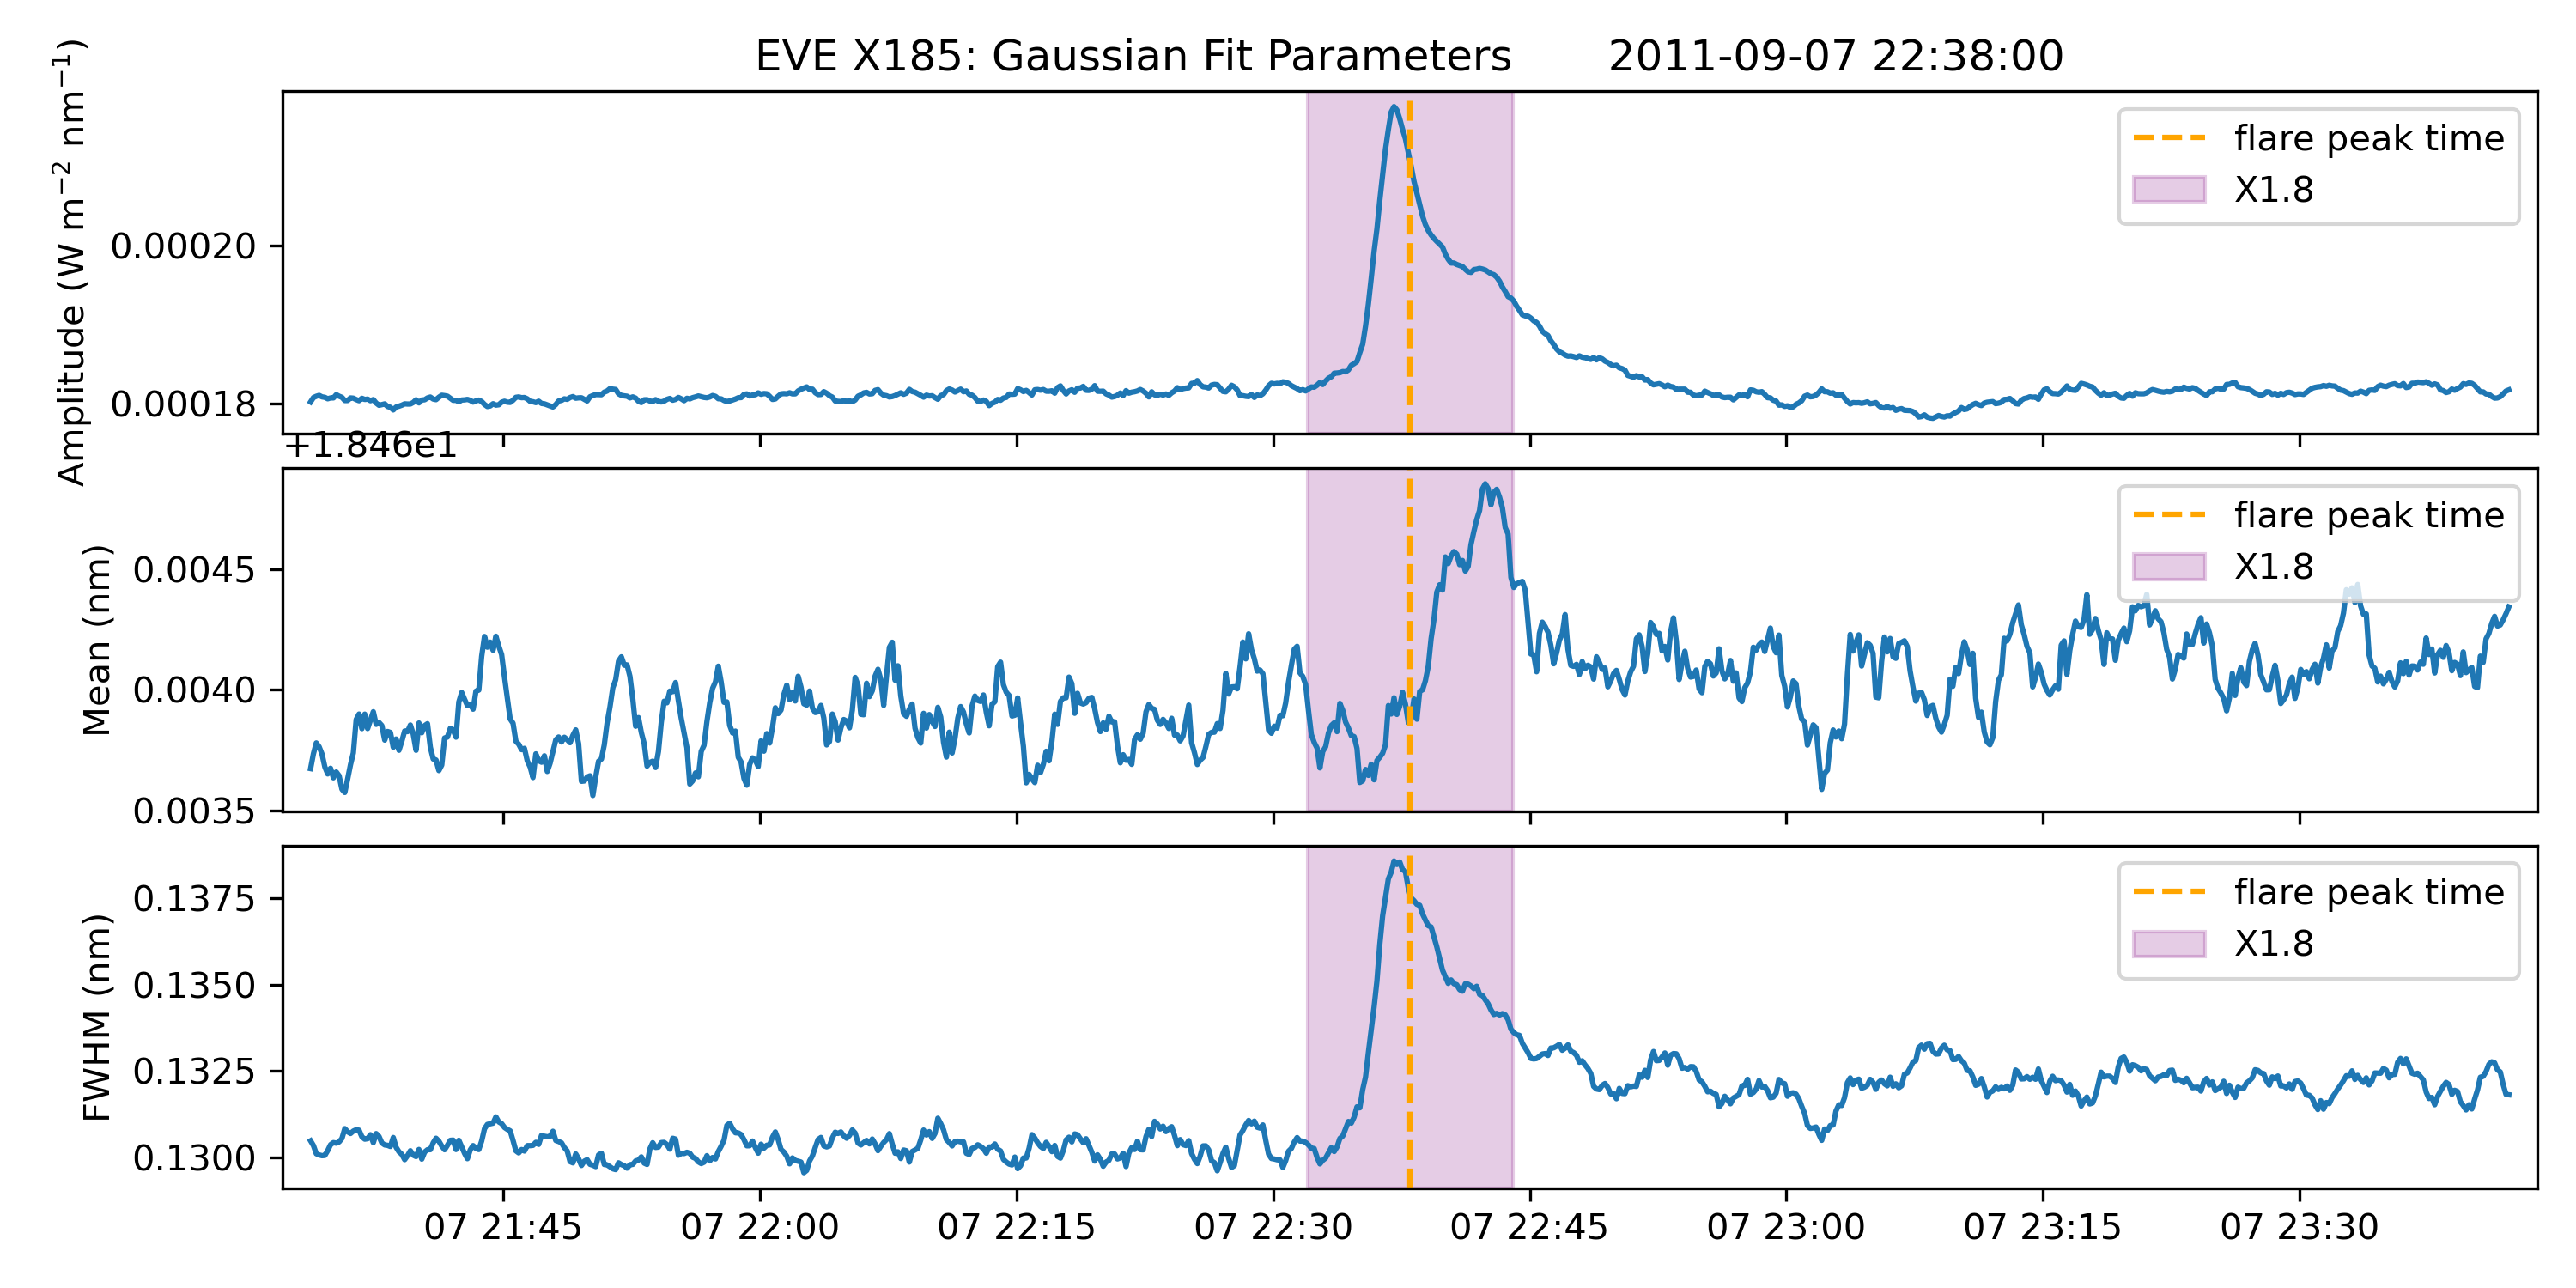 EVE X185: Gaussian Fit Parameters 2011-09-07 22:38:00
Amplitude (W m⁻² nm⁻¹)
0.00020
0.00018
flare peak time
X1.8
+1.846e1
Mean (nm)
0.0045
0.0040
0.0035
flare peak time
X1.8
FWHM (nm)
0.1375
0.1350
0.1325
0.1300
flare peak time
X1.8
07 21:45 07 22:00 07 22:15 07 22:30 07 22:45 07 23:00 07 23:15 07 23:30